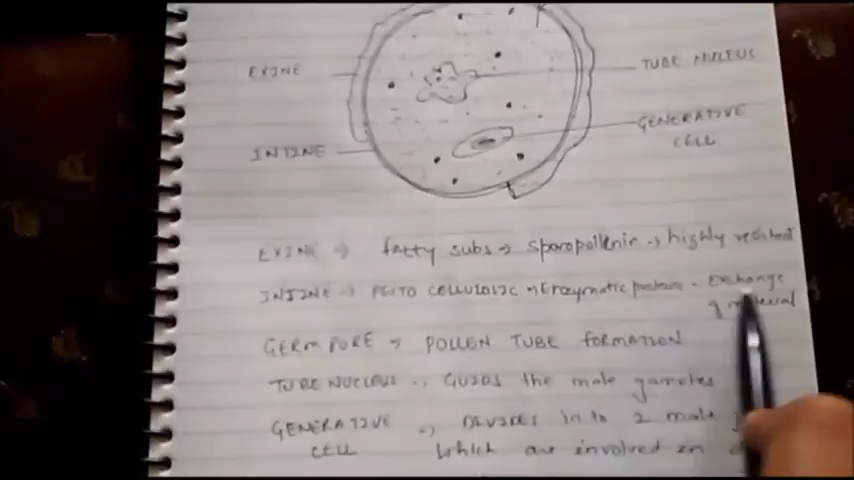 EXINE
TUBE NUCLEUS
GENERATIVE
CELL
INTINE
EXINE → fatty subs → sporopollenin → highly resistant
INTINE → PECTO CELLULOSIC → Enzymatic protein - Exchange
of material
GERM PORE → POLLEN TUBE FORMATION
TUBE NUCLEUS → GUIDS the male gametes
GENERATIVE → DIVIDES in to 2 male
CELL which are involved in